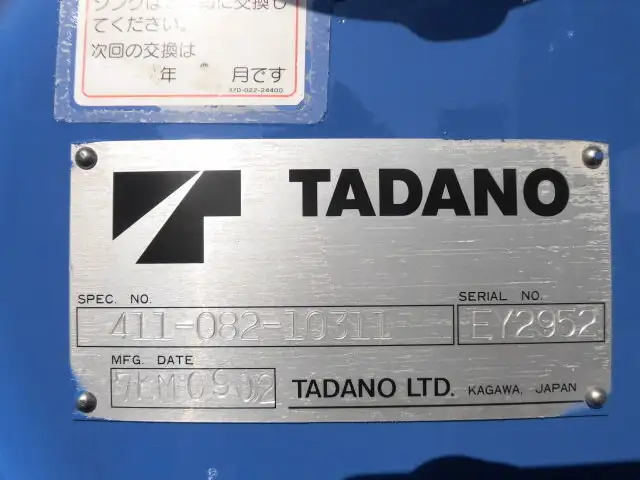 てください。
次回の交換は
年 月です
370-022-24400
TADANO
SPEC. NO.
SERIAL NO.
411-082-10311
EY2952
MFG. DATE
TADANO LTD. KAGAWA, JAPAN